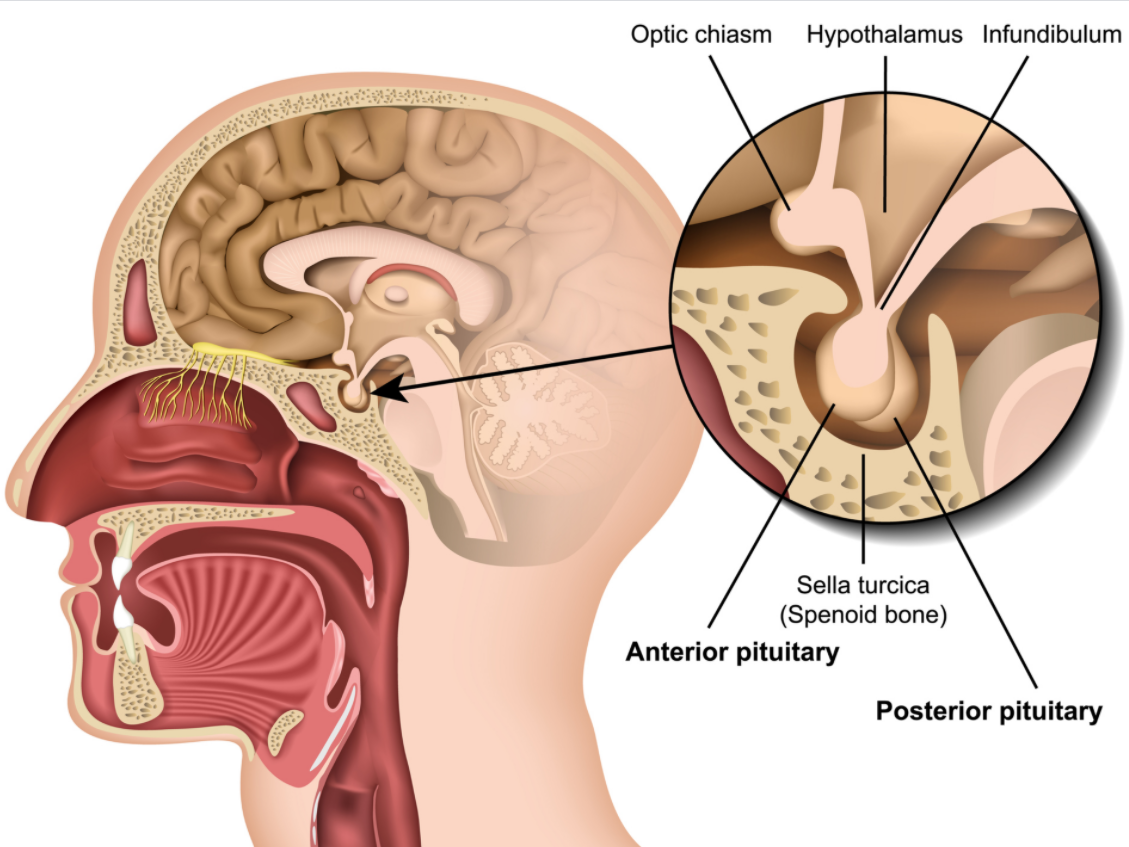 Optic chiasm
Hypothalamus
Infundibulum
Sella turcica
(Spenoid bone)
Anterior pituitary
Posterior pituitary